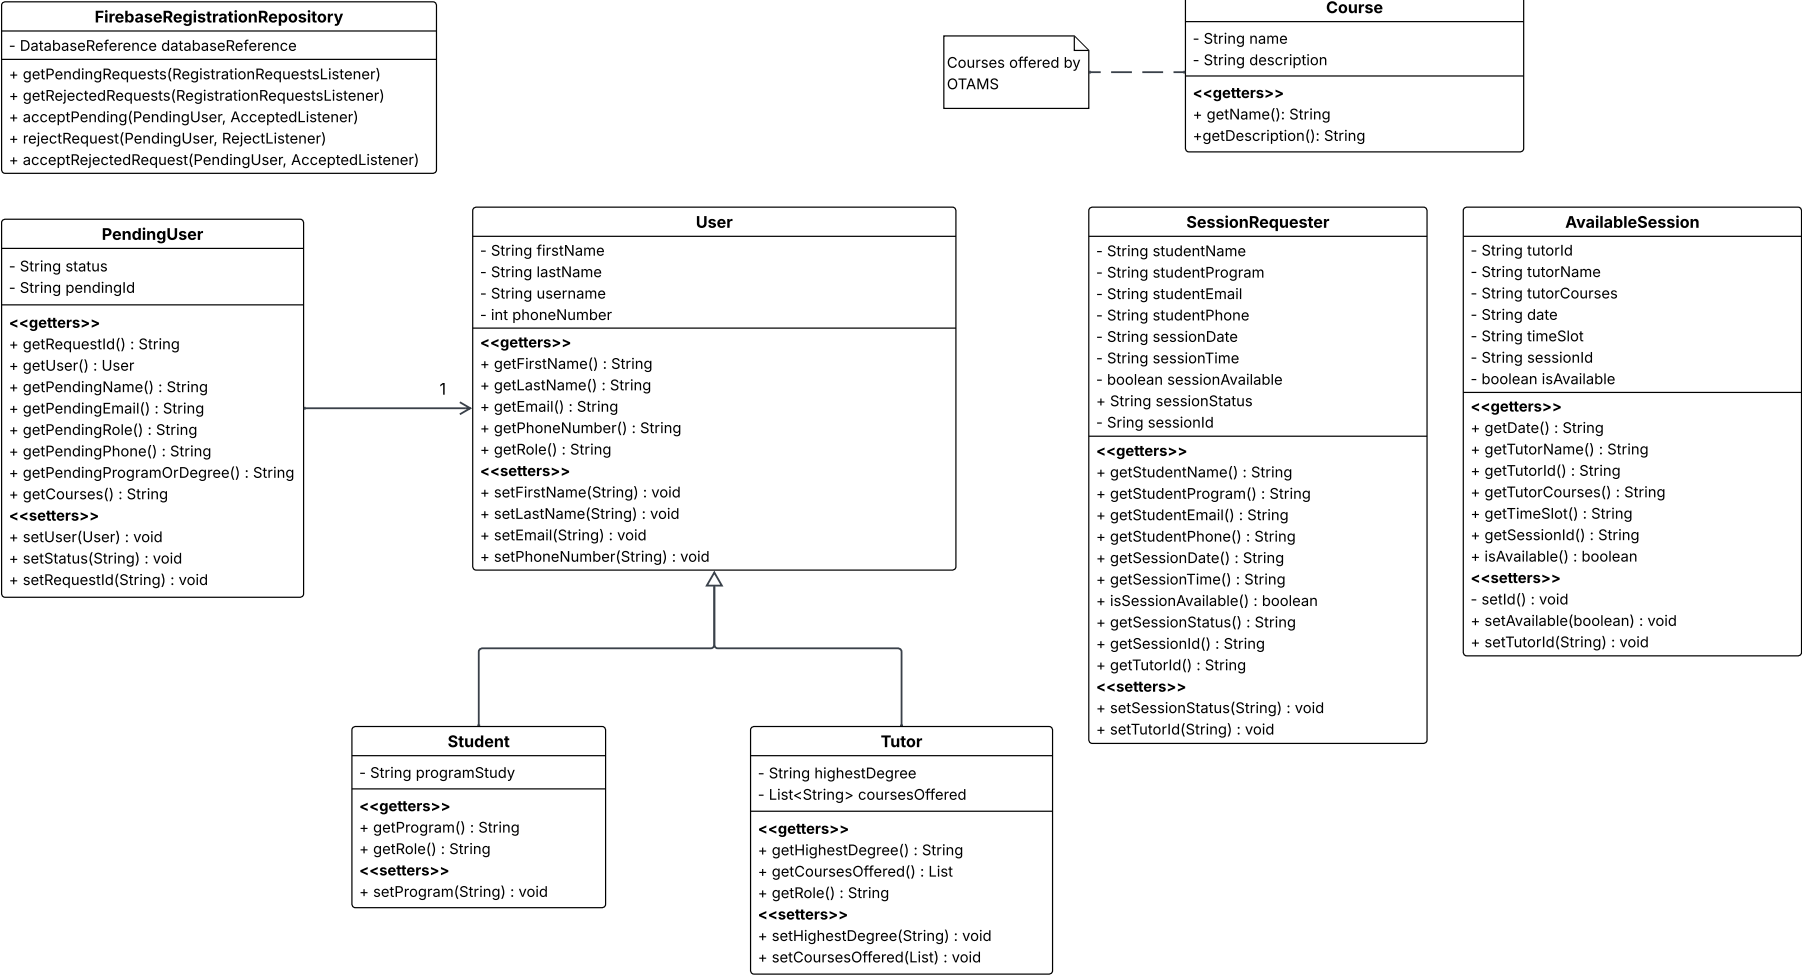 FirebaseRegistrationRepository
- DatabaseReference databaseReference
+ getPendingRequests(RegistrationRequestsListener)
+ getRejectedRequests(RegistrationRequestsListener)
+ acceptPending(PendingUser, AcceptedListener)
+ rejectRequest(PendingUser, RejectListener)
+ acceptRejectedRequest(PendingUser, AcceptedListener)
Courses offered by
OTAMS
Course
- String name
- String description
<<getters>>
+ getName(): String
+getDescription(): String
PendingUser
- String status
- String pendingId
<<getters>>
+ getRequestId() : String
+ getUser() : User
+ getPendingName() : String
+ getPendingEmail() : String
+ getPendingRole() : String
+ getPendingPhone() : String
+ getPendingProgramOrDegree() : String
+ getCourses() : String
<<setters>>
+ setUser(User) : void
+ setStatus(String) : void
+ setRequestId(String) : void
1
User
- String firstName
- String lastName
- String username
- int phoneNumber
<<getters>>
+ getFirstName() : String
+ getLastName() : String
+ getEmail() : String
+ getPhoneNumber() : String
+ getRole() : String
<<setters>>
+ setFirstName(String) : void
+ setLastName(String) : void
+ setEmail(String) : void
+ setPhoneNumber(String) : void
SessionRequester
- String studentName
- String studentProgram
- String studentEmail
- String studentPhone
- String sessionDate
- String sessionTime
- boolean sessionAvailable
+ String sessionStatus
- Sring sessionId
<<getters>>
+ getStudentName() : String
+ getStudentProgram() : String
+ getStudentEmail() : String
+ getStudentPhone() : String
+ getSessionDate() : String
+ getSessionTime() : String
+ isSessionAvailable() : boolean
+ getSessionStatus() : String
+ getSessionId() : String
+ getTutorId() : String
<<setters>>
+ setSessionStatus(String) : void
+ setTutorId(String) : void
AvailableSession
- String tutorId
- String tutorName
- String tutorCourses
- String date
- String timeSlot
- String sessionId
- boolean isAvailable
<<getters>>
+ getDate() : String
+ getTutorName() : String
+ getTutorId() : String
+ getTutorCourses() : String
+ getTimeSlot() : String
+ getSessionId() : String
+ isAvailable() : boolean
<<setters>>
- setId() : void
+ setAvailable(boolean) : void
+ setTutorId(String) : void
Student
- String programStudy
<<getters>>
+ getProgram() : String
+ getRole() : String
<<setters>>
+ setProgram(String) : void
Tutor
- String highestDegree
- List<String> coursesOffered
<<getters>>
+ getHighestDegree() : String
+ getCoursesOffered() : List
+ getRole() : String
<<setters>>
+ setHighestDegree(String) : void
+ setCoursesOffered(List) : void